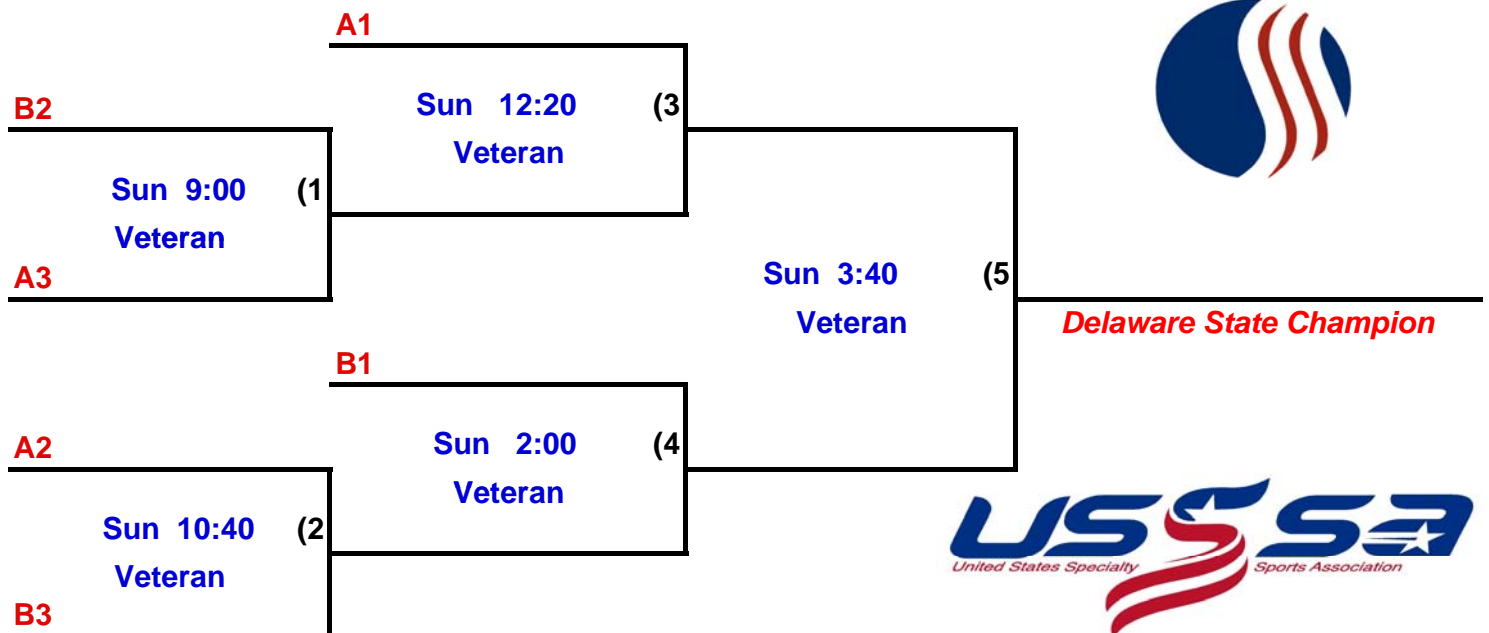 A1
B2
Sun 12:20 (3
Veteran
Sun 9:00 (1
Veteran
A3
Sun 3:40 (5
Veteran
Delaware State Champion
B1
A2
Sun 2:00 (4
Veteran
Sun 10:40 (2
Veteran
B3
USSSA
United States Specialty Sports Association